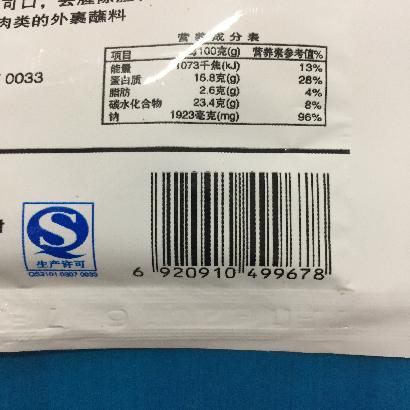 肉类的外裹蘸料
0033
营养成分表
项目 100克(g) 营养素参考值%
能量 1073千焦(kJ) 13%
蛋白质 16.8克(g) 28%
脂肪 2.6克(g) 4%
碳水化合物 23.4克(g) 8%
钠 1923毫克(mg) 96%
生产许可
QS2101 0307 0033
6 920910 499678